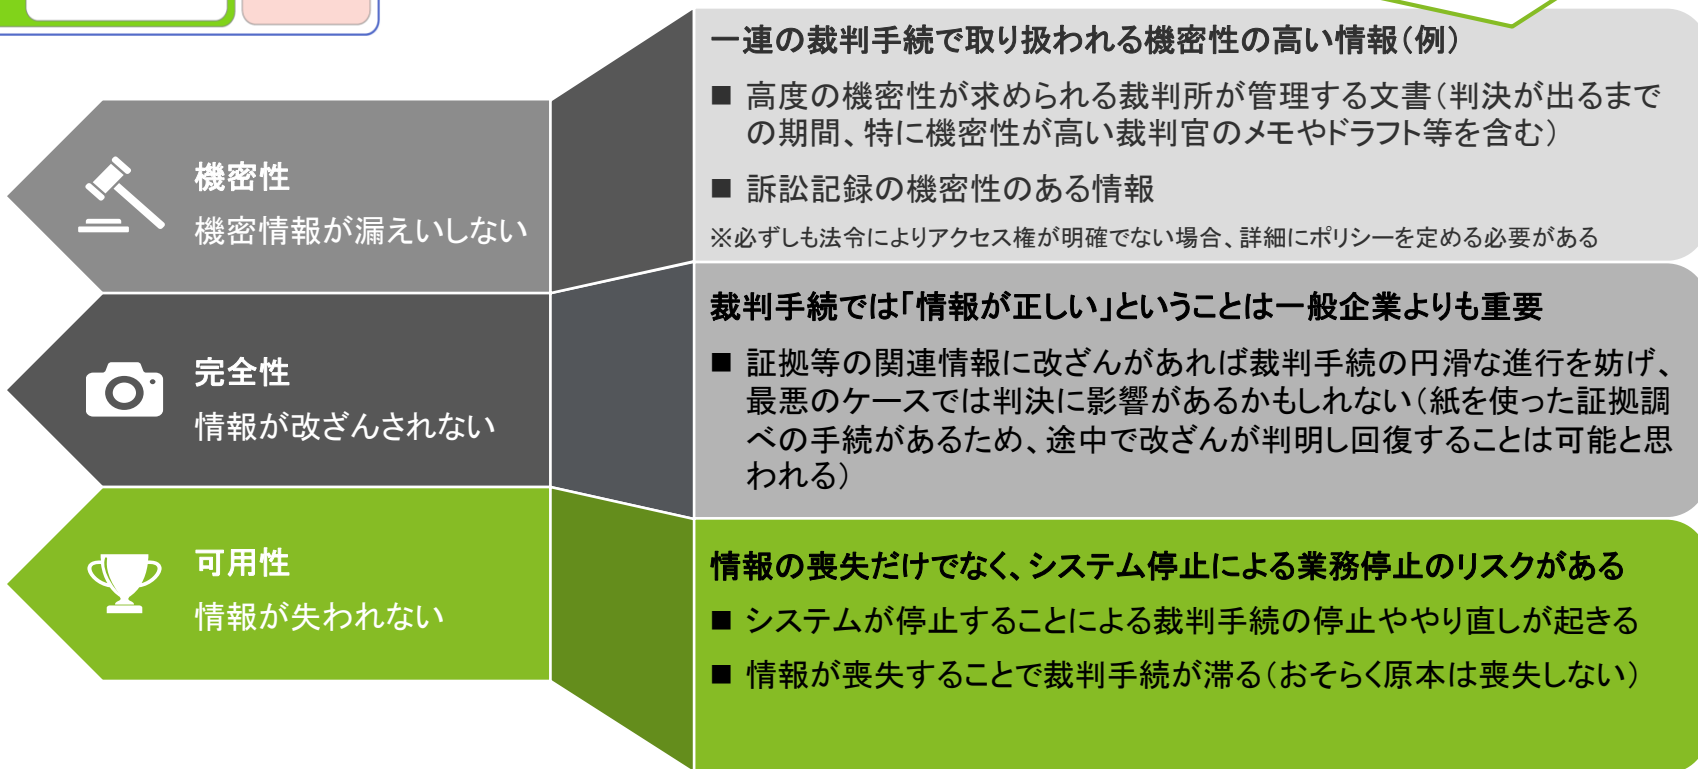 機密性
機密情報が漏えいしない
一連の裁判手続で取り扱われる機密性の高い情報（例）
■ 高度の機密性が求められる裁判所が管理する文書（判決が出るまで
の期間、特に機密性が高い裁判官のメモやドラフト等を含む）
■ 訴訟記録の機密性のある情報
※必ずしも法令によりアクセス権が明確でない場合、詳細にポリシーを定める必要がある
完全性
情報が改ざんされない
裁判手続では「情報が正しい」ということは一般企業よりも重要
■ 証拠等の関連情報に改ざんがあれば裁判手続の円滑な進行を妨げ、
最悪のケースでは判決に影響があるかもしれない（紙を使った証拠調
べの手続があるため、途中で改ざんが判明し回復することは可能と思
われる）
可用性
情報が失われない
情報の喪失だけでなく、システム停止による業務停止のリスクがある
■ システムが停止することによる裁判手続の停止ややり直しが起きる
■ 情報が喪失することで裁判手続が滞る（おそらく原本は喪失しない）